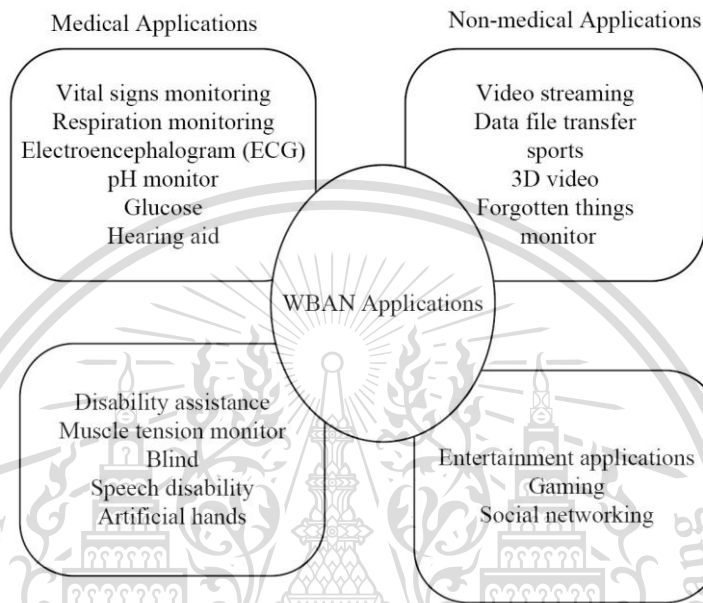 Medical Applications
Non-medical Applications
Vital signs monitoring
Respiration monitoring
Electroencephalogram (ECG)
pH monitor
Glucose
Hearing aid
Video streaming
Data file transfer
sports
3D video
Forgotten things
monitor
WBAN Applications
Disability assistance
Muscle tension monitor
Blind
Speech disability
Artificial hands
Entertainment applications
Gaming
Social networking